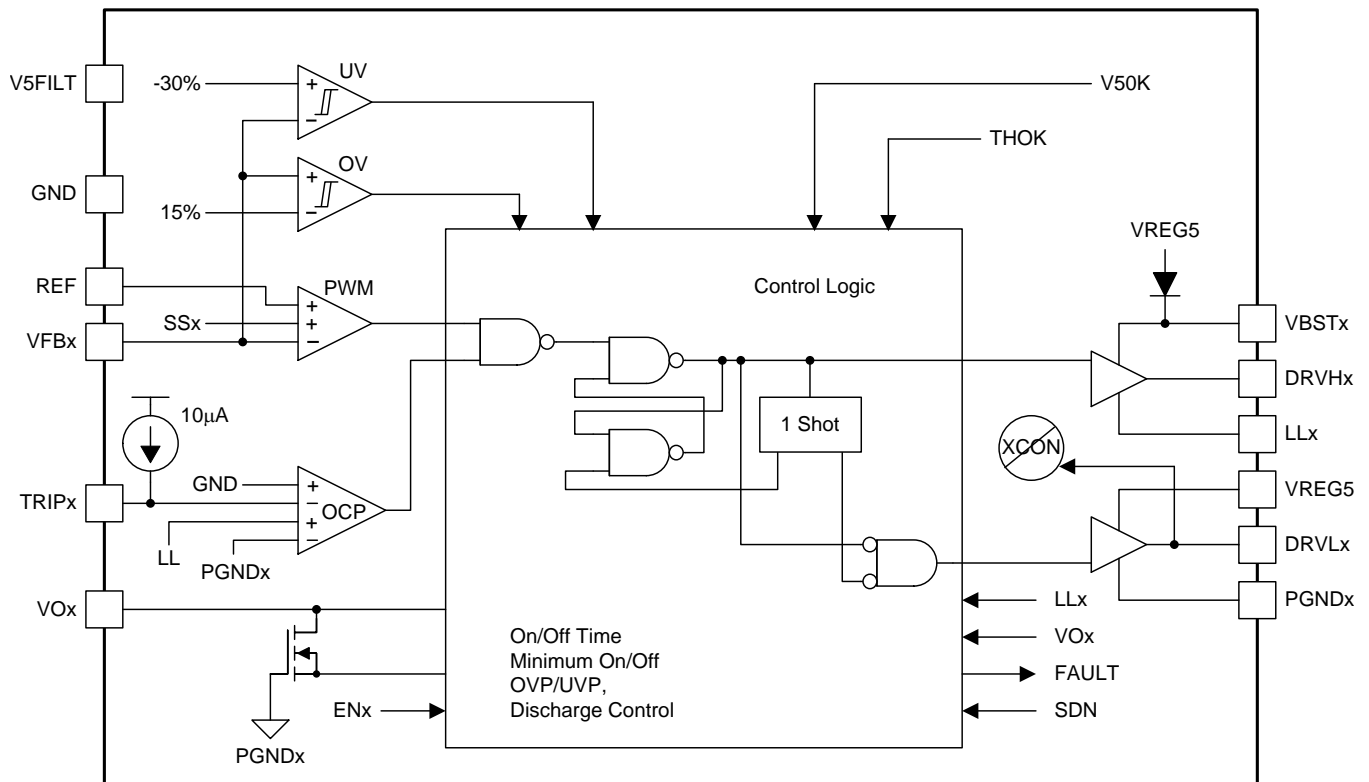 V5FILT
-30%
UV
V50K
THOK
GND
OV
15%
VREG5
REF
PWM
Control Logic
SSx
VFBx
VBSTx
DRVHx
10μA
1 Shot
XCON
LLx
VREG5
TRIPx
GND
OCP
LL
PGNDx
DRVLx
PGNDx
VOx
LLx
VOx
FAULT
SDN
On/Off Time
Minimum On/Off
OVP/UVP,
Discharge Control
ENx
PGNDx